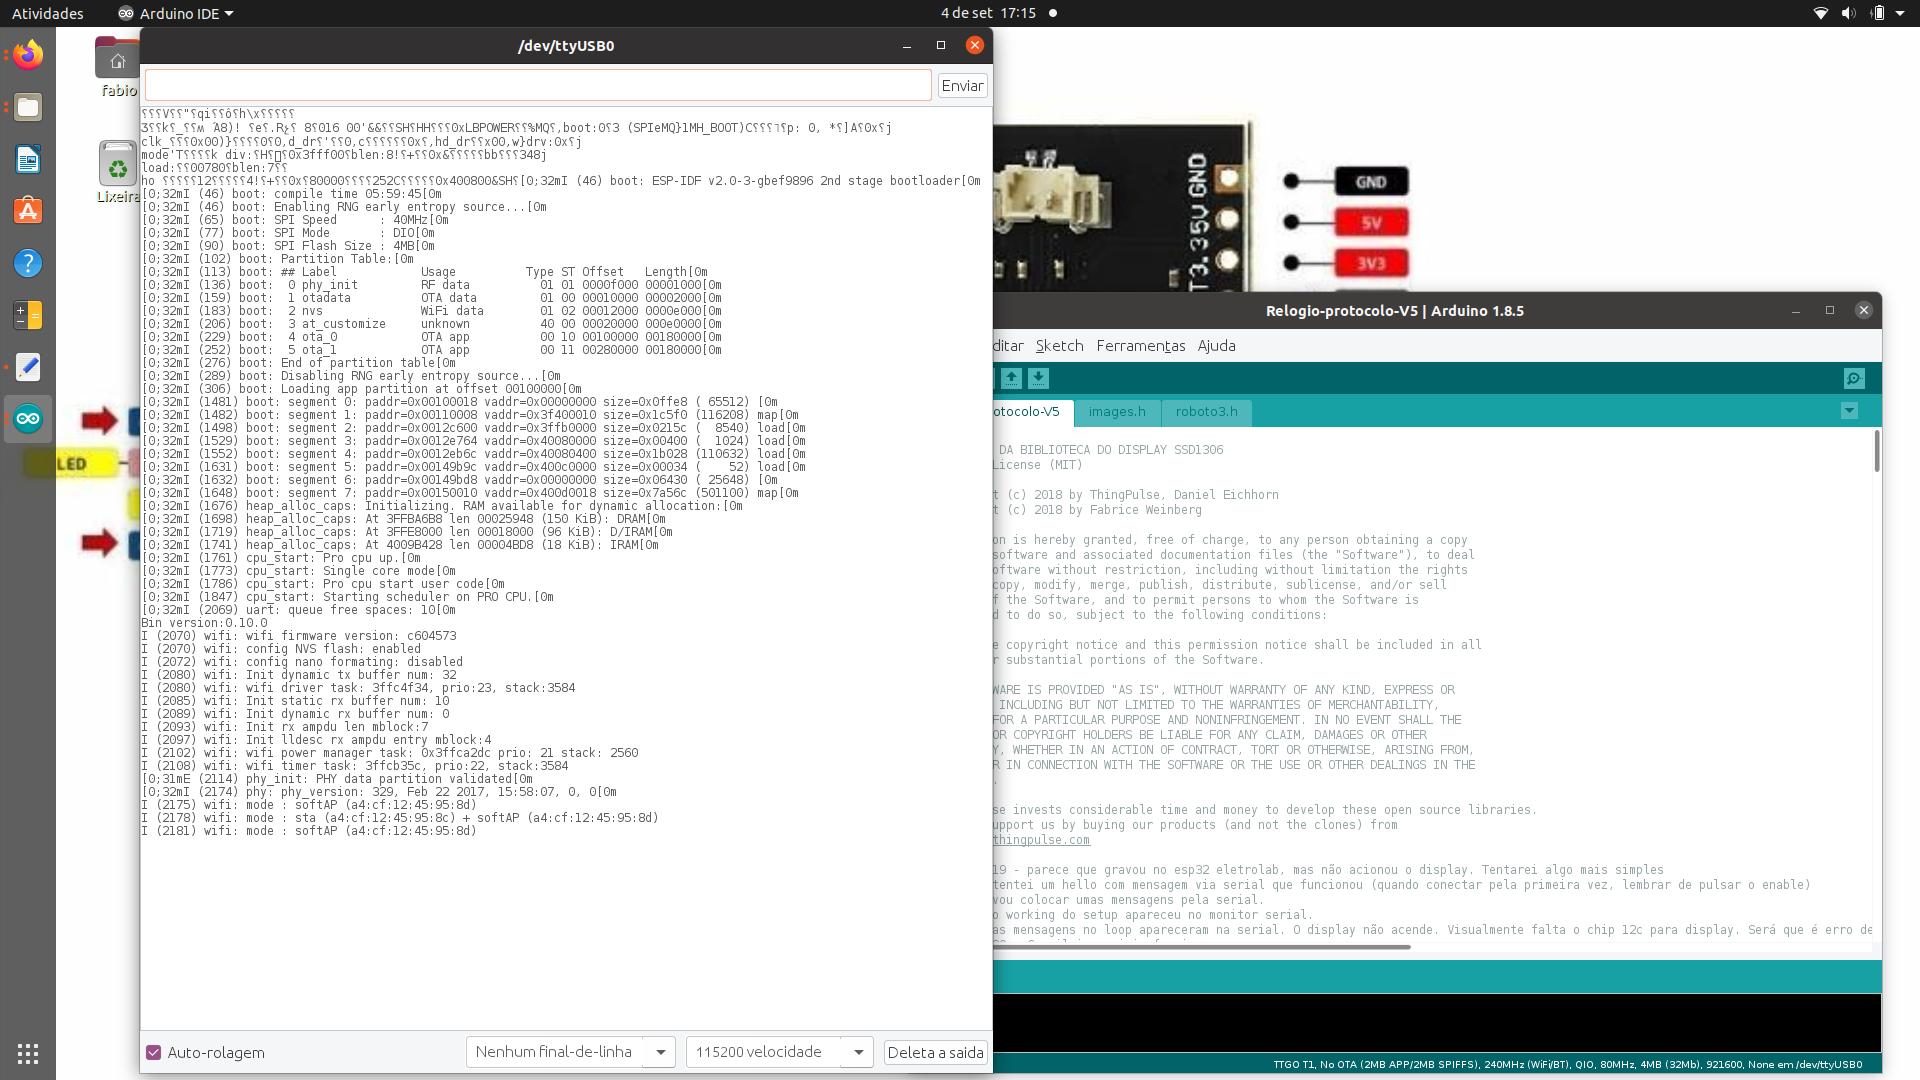 Atividades
Arduino IDE
4 de set 17:15
fabio
Lixeira
/dev/ttyUSB0
Enviar
[0;32mI (46) boot: ESP-IDF v2.0-3-gbef9896 2nd stage bootloader[0m
[0;32mI (46) boot: compile time 05:59:45[0m
[0;32mI (46) boot: Enabling RNG early entropy source...[0m
[0;32mI (65) boot: SPI Speed      : 40MHz[0m
[0;32mI (77) boot: SPI Mode       : DIO[0m
[0;32mI (90) boot: SPI Flash Size : 4MB[0m
[0;32mI (102) boot: Partition Table:[0m
[0;32mI (113) boot: ## Label            Usage          Type ST Offset   Length[0m
[0;32mI (136) boot:  0 phy_init         RF data          01 01 0000f000 00001000[0m
[0;32mI (159) boot:  1 otadata          OTA data         01 00 00010000 00002000[0m
[0;32mI (183) boot:  2 nvs              WiFi data        01 02 00012000 0000e000[0m
[0;32mI (206) boot:  3 at_customize     unknown          40 00 00020000 000e0000[0m
[0;32mI (229) boot:  4 ota_0            OTA app          00 10 00100000 00180000[0m
[0;32mI (252) boot:  5 ota_1            OTA app          00 11 00280000 00180000[0m
[0;32mI (276) boot: End of partition table[0m
[0;32mI (289) boot: Disabling RNG early entropy source...[0m
[0;32mI (306) boot: Loading app partition at offset 00100000[0m
[0;32mI (1481) boot: segment 0: paddr=0x00100018 vaddr=0x00000000 size=0x0ffe8 ( 65512) [0m
[0;32mI (1482) boot: segment 1: paddr=0x00110008 vaddr=0x3f400010 size=0x1c5f0 (116208) map[0m
[0;32mI (1498) boot: segment 2: paddr=0x0012c600 vaddr=0x3ffb0000 size=0x0215c (  8540) load[0m
[0;32mI (1529) boot: segment 3: paddr=0x0012e764 vaddr=0x40080000 size=0x00400 (  1024) load[0m
[0;32mI (1552) boot: segment 4: paddr=0x0012eb6c vaddr=0x40080400 size=0x1b028 (110632) load[0m
[0;32mI (1631) boot: segment 5: paddr=0x00149b9c vaddr=0x400c0000 size=0x00034 (    52) load[0m
[0;32mI (1632) boot: segment 6: paddr=0x00149bd8 vaddr=0x00000000 size=0x06430 ( 25648) [0m
[0;32mI (1648) boot: segment 7: paddr=0x00150010 vaddr=0x400d0018 size=0x7a56c (501100) map[0m
[0;32mI (1676) heap_alloc_caps: Initializing. RAM available for dynamic allocation:[0m
[0;32mI (1698) heap_alloc_caps: At 3FFBA6B8 len 00025948 (150 KiB): DRAM[0m
[0;32mI (1719) heap_alloc_caps: At 3FFE8000 len 00018000 (96 KiB): D/IRAM[0m
[0;32mI (1741) heap_alloc_caps: At 4009B428 len 00004BD8 (18 KiB): IRAM[0m
[0;32mI (1761) cpu_start: Pro cpu up.[0m
[0;32mI (1773) cpu_start: Single core mode[0m
[0;32mI (1786) cpu_start: Pro cpu start user code[0m
[0;32mI (1847) cpu_start: Starting scheduler on PRO CPU.[0m
[0;32mI (2069) uart: queue free spaces: 10[0m
Bin version:0.10.0
I (2070) wifi: wifi firmware version: c604573
I (2070) wifi: config NVS flash: enabled
I (2072) wifi: config nano formating: disabled
I (2080) wifi: Init dynamic tx buffer num: 32
I (2080) wifi: wifi driver task: 3ffc4f34, prio:23, stack:3584
I (2085) wifi: Init static rx buffer num: 10
I (2089) wifi: Init dynamic rx buffer num: 0
I (2093) wifi: Init rx ampdu len mblock:7
I (2097) wifi: Init lldesc rx ampdu entry mblock:4
I (2102) wifi: wifi power manager task: 0x3ffca2dc prio: 21 stack: 2560
I (2108) wifi: wifi timer task: 3ffcb35c, prio:22, stack:3584
[0;31mE (2114) phy_init: PHY data partition validated[0m
[0;32mI (2174) phy: phy_version: 329, Feb 22 2017, 15:58:07, 0, 0[0m
I (2175) wifi: mode : softAP (a4:cf:12:45:95:8d)
I (2178) wifi: mode : sta (a4:cf:12:45:95:8c) + softAP (a4:cf:12:45:95:8d)
I (2181) wifi: mode : softAP (a4:cf:12:45:95:8d)
Auto-rolagem
Nenhum final-de-linha
115200 velocidade
Deleta a saida
LED
GND
5V
3V3
T3.35V GND
Relogio-protocolo-V5 | Arduino 1.8.5
ditar Sketch Ferramentas Ajuda
otocolo-V5
images.h
roboto3.h
DA BIBLIOTECA DO DISPLAY SSD1306
License (MIT)
t (c) 2018 by ThingPulse, Daniel Eichhorn
t (c) 2018 by Fabrice Weinberg
on is hereby granted, free of charge, to any person obtaining a copy
software and associated documentation files (the "Software"), to deal
oftware without restriction, including without limitation the rights
copy, modify, merge, publish, distribute, sublicense, and/or sell
f the Software, and to permit persons to whom the Software is
d to do so, subject to the following conditions:
e copyright notice and this permission notice shall be included in all
r substantial portions of the Software.
WARE IS PROVIDED "AS IS", WITHOUT WARRANTY OF ANY KIND, EXPRESS OR
INCLUDING BUT NOT LIMITED TO THE WARRANTIES OF MERCHANTABILITY,
FOR A PARTICULAR PURPOSE AND NONINFRINGEMENT. IN NO EVENT SHALL THE
OR COPYRIGHT HOLDERS BE LIABLE FOR ANY CLAIM, DAMAGES OR OTHER
Y, WHETHER IN AN ACTION OF CONTRACT, TORT OR OTHERWISE, ARISING FROM,
R IN CONNECTION WITH THE SOFTWARE OR THE USE OR OTHER DEALINGS IN THE
.
se invests considerable time and money to develop these open source libraries.
upport us by buying our products (and not the clones) from
thingpulse.com
19 - parece que gravou no esp32 eletrolab, mas não acionou o display. Tentarei algo mais simples
tentei um hello com mensagem via serial que funcionou (quando conectar pela primeira vez, lembrar de pulsar o enable)
vou colocar umas mensagens pela serial.
o working do setup apareceu no monitor serial.
as mensagens no loop apareceram na serial. O display não acende. Visualmente falta o chip 12c para display. Será que é erro de
TTGO T1, No OTA (2MB APP/2MB SPIFFS), 240MHz (WiFi/BT), QIO, 80MHz, 4MB (32Mb), 921600, None em /dev/ttyUSB0